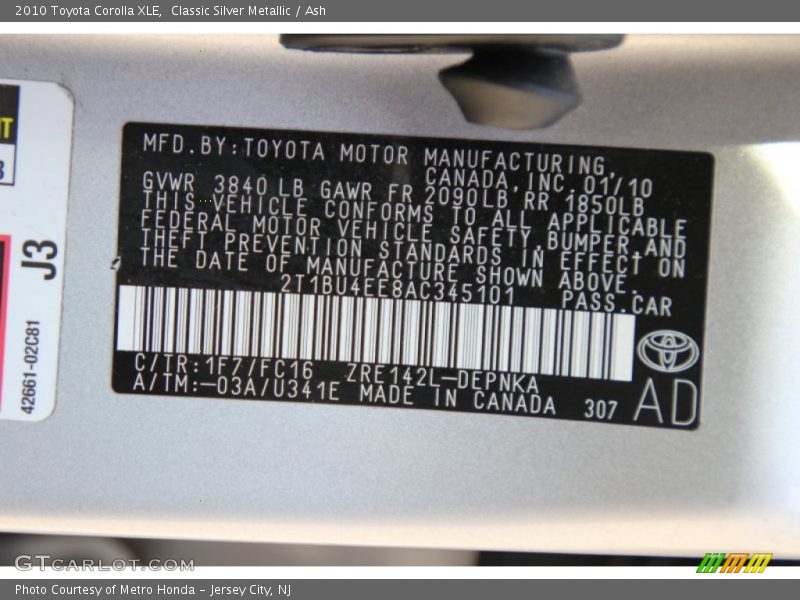 2010 Toyota Corolla XLE,  Classic Silver Metallic / Ash
MFD. BY: TOYOTA MOTOR MANUFACTURING,
CANADA, INC. 01/10
GVWR 3840 LB GAWR FR 2090LB RR 1850LB
THIS VEHICLE CONFORMS TO ALL APPLICABLE
FEDERAL MOTOR VEHICLE SAFETY, BUMPER AND
THEFT PREVENTION STANDARDS IN EFFECT ON
THE DATE OF MANUFACTURE SHOWN ABOVE.
2T1BU4EE8AC345101 PASS. CAR
C/TR: 1F7/FC16 ZRE142L-DEPNKA
A/TM: -03A/U341E MADE IN CANADA 307 AD
J3
42661-02C81
GTCARLOT.COM
Photo Courtesy of Metro Honda - Jersey City, NJ